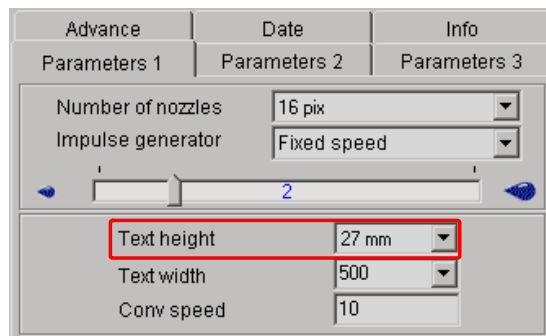 Advance Date Info
Parameters 1 Parameters 2 Parameters 3
Number of nozzles 16 pix
Impulse generator Fixed speed
2
Text height 27 mm
Text width 500
Conv speed 10